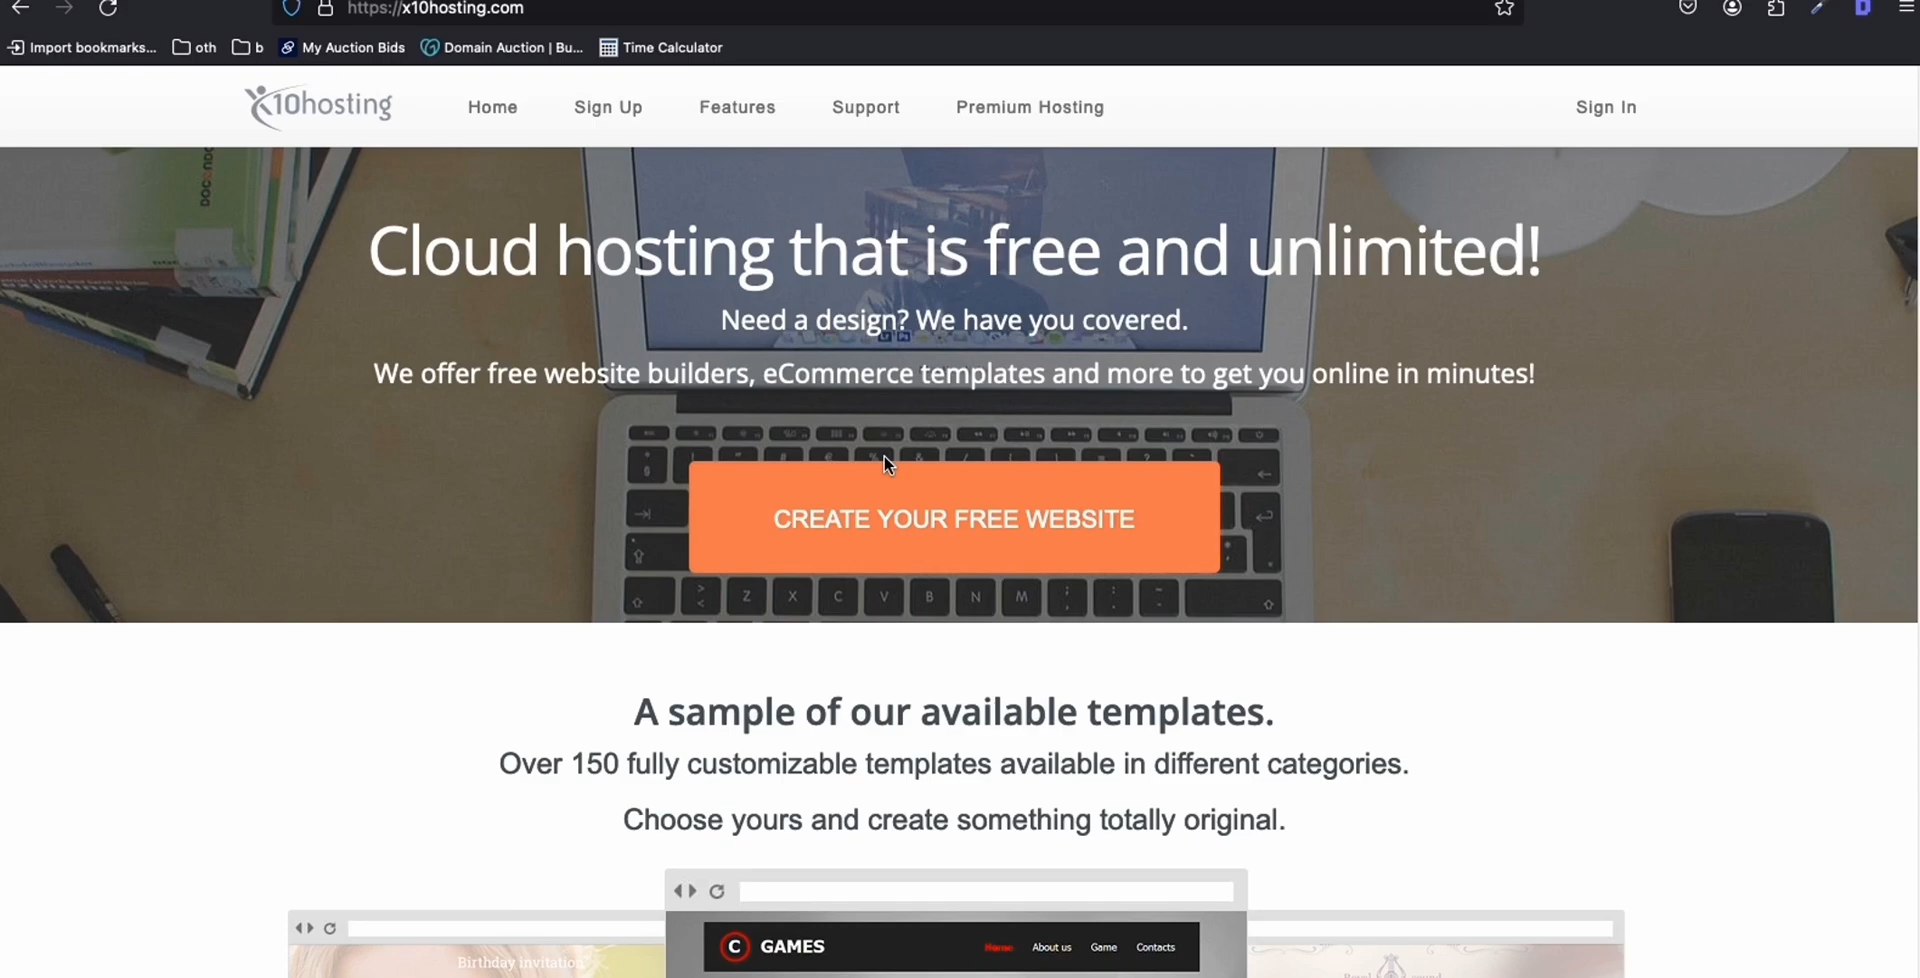 https://x10hosting.com
Import bookmarks... oth b My Auction Bids Domain Auction | Bu... Time Calculator
x10hosting Home Sign Up Features Support Premium Hosting Sign In
Cloud hosting that is free and unlimited!
Need a design? We have you covered.
We offer free website builders, eCommerce templates and more to get you online in minutes!
CREATE YOUR FREE WEBSITE
Z X C V B N M
A sample of our available templates.
Over 150 fully customizable templates available in different categories.
Choose yours and create something totally original.
C GAMES Home About us Game Contacts
Birthday invitation